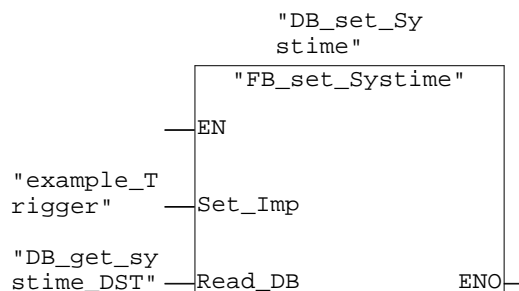 "DB_set_Sy
stime"
"FB_set_Systime"
EN
"example_T
rigger"
Set_Imp
"DB_get_sy
stime_DST"
Read_DB
ENO